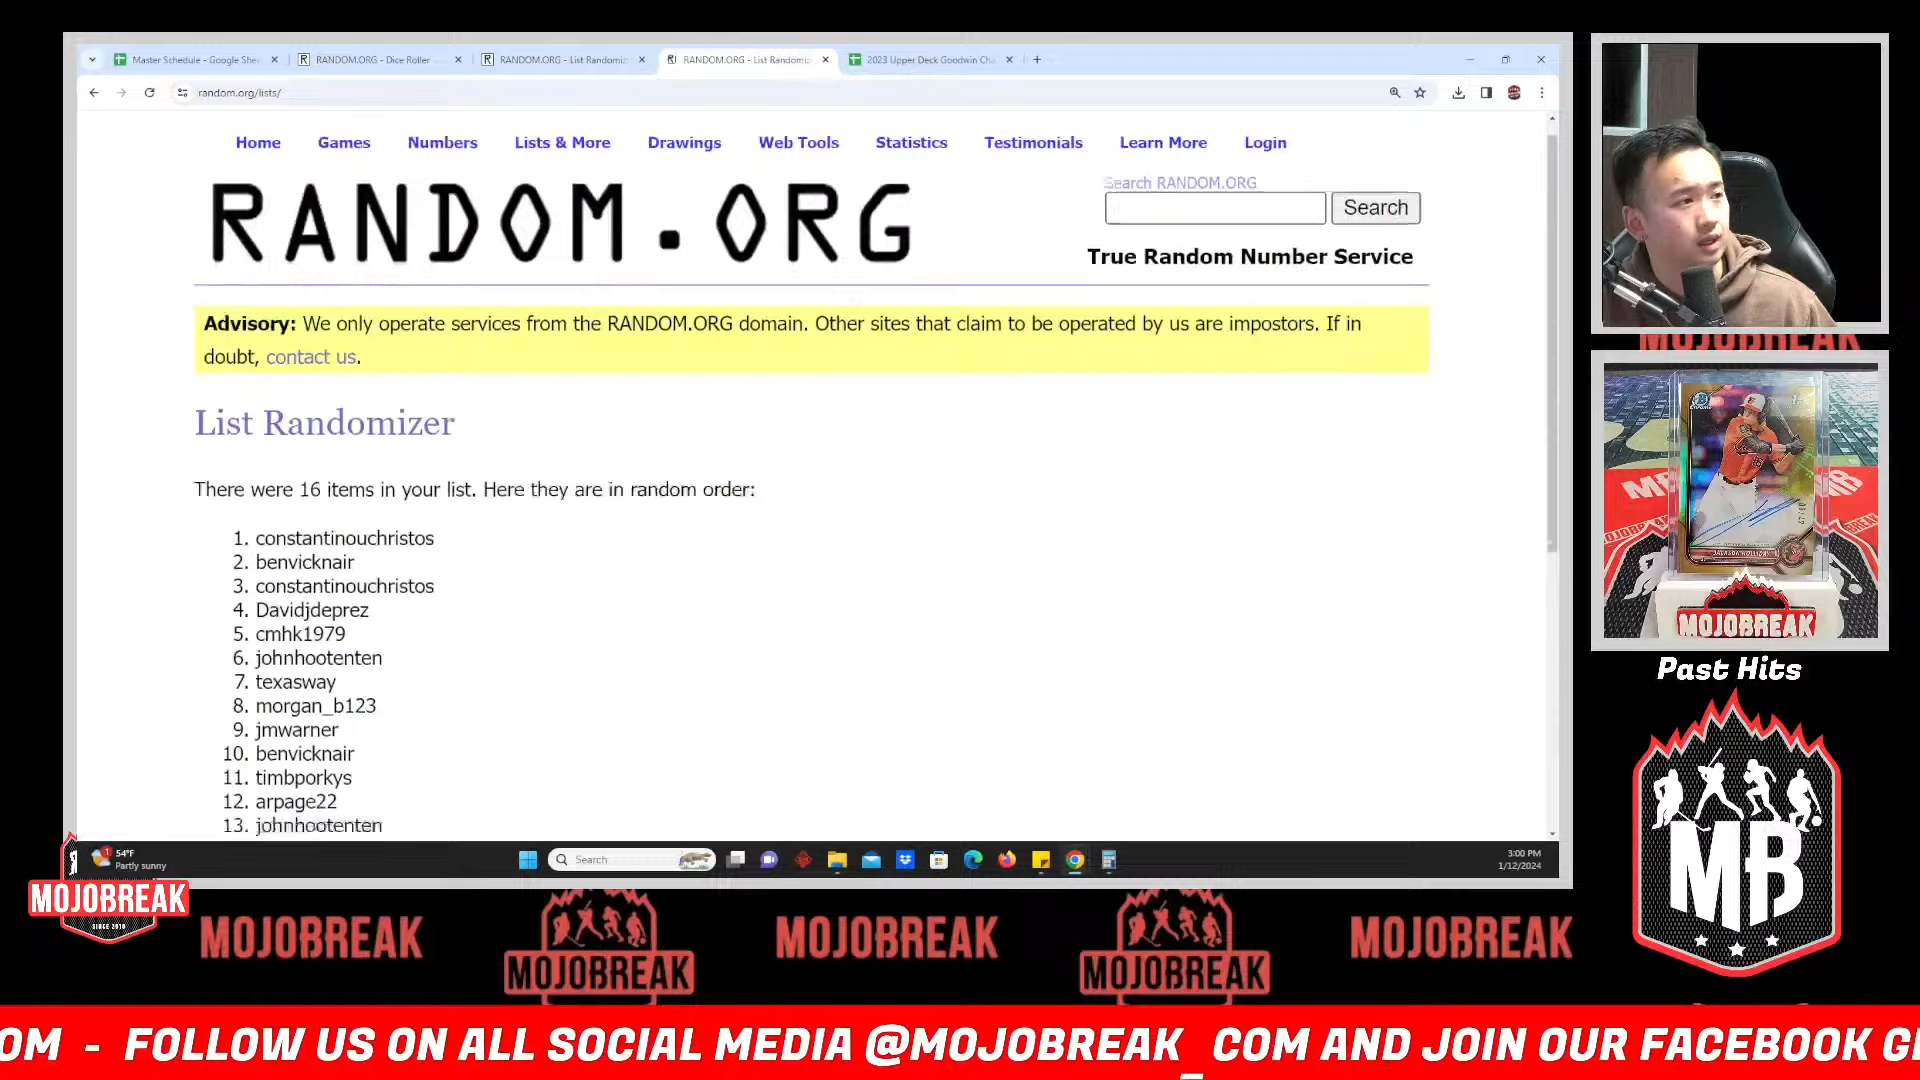 Master Schedule - Google She
RANDOM.ORG - Dice Roller
RANDOM.ORG - List Randomiz
RANDOM.ORG - List Randomiz
2023 Upper Deck Goodwin Cha
random.org/lists/
Home Games Numbers Lists & More Drawings Web Tools Statistics Testimonials Learn More Login
RANDOM.ORG
Search RANDOM.ORG
Search
True Random Number Service
Advisory: We only operate services from the RANDOM.ORG domain. Other sites that claim to be operated by us are impostors. If in
doubt, contact us.
List Randomizer
There were 16 items in your list. Here they are in random order:
1. constantinouchristos
2. benvicknair
3. constantinouchristos
4. Davidjdeprez
5. cmhk1979
6. johnhootenten
7. texasway
8. morgan_b123
9. jmwarner
10. benvicknair
11. timbporkys
12. arpage22
13. johnhootenten
1
54°F
Partly sunny
Search
3:00 PM
1/12/2024
JACKSON HOLLIDAY
MOJOBREAK
Past Hits
MB
MOJOBREAK
SINCE 2010
MOJOBREAK
MOJOBREAK
MOJOBREAK
MOJOBREAK
MOJOBREAK
OM - FOLLOW US ON ALL SOCIAL MEDIA @MOJOBREAK_COM AND JOIN OUR FACEBOOK G